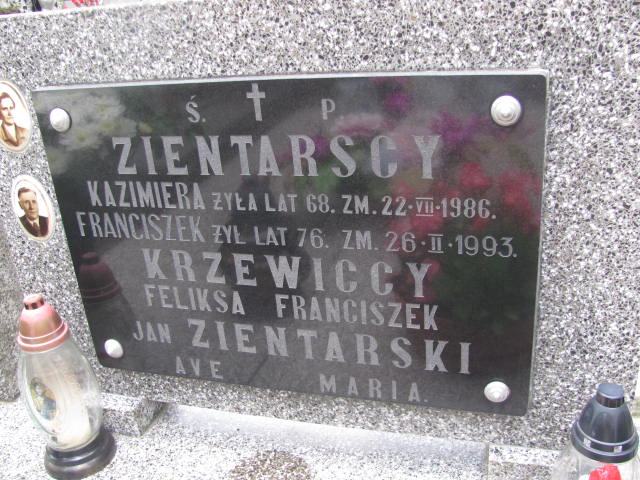 Ś. P.
ZIENTARSCY
KAZIMIERA ŻYŁA LAT 68. ZM. 22·VII·1986.
FRANCISZEK ŻYŁ LAT 76. ZM. 26·II·1993.
KRZEWICCY
FELIKSA FRANCISZEK
JAN ZIENTARSKI
AVE MARIA.